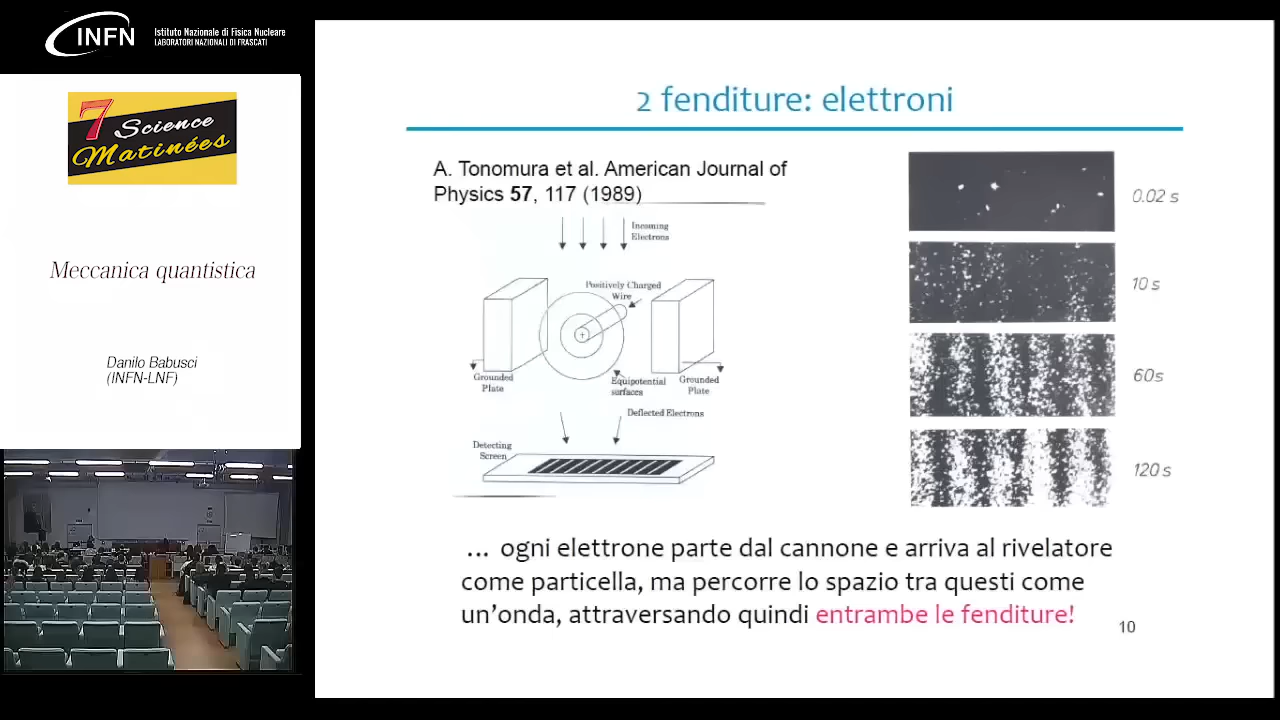 INFN
Istituto Nazionale di Fisica Nucleare
LABORATORI NAZIONALI DI FRASCATI
7 Science
Matinées
Meccanica quantistica
Danilo Babusci
(INFN-LNF)
2 fenditure: elettroni
A. Tonomura et al. American Journal of
Physics 57, 117 (1989)
Incoming
Electrons
Positively Charged
Wire
+
Grounded
Plate
Equipotential
surfaces
Grounded
Plate
Deflected Electrons
Detecting
Screen
0.02 s
10 s
60s
120 s
... ogni elettrone parte dal cannone e arriva al rivelatore
come particella, ma percorre lo spazio tra questi come
un'onda, attraversando quindi entrambe le fenditure!
10